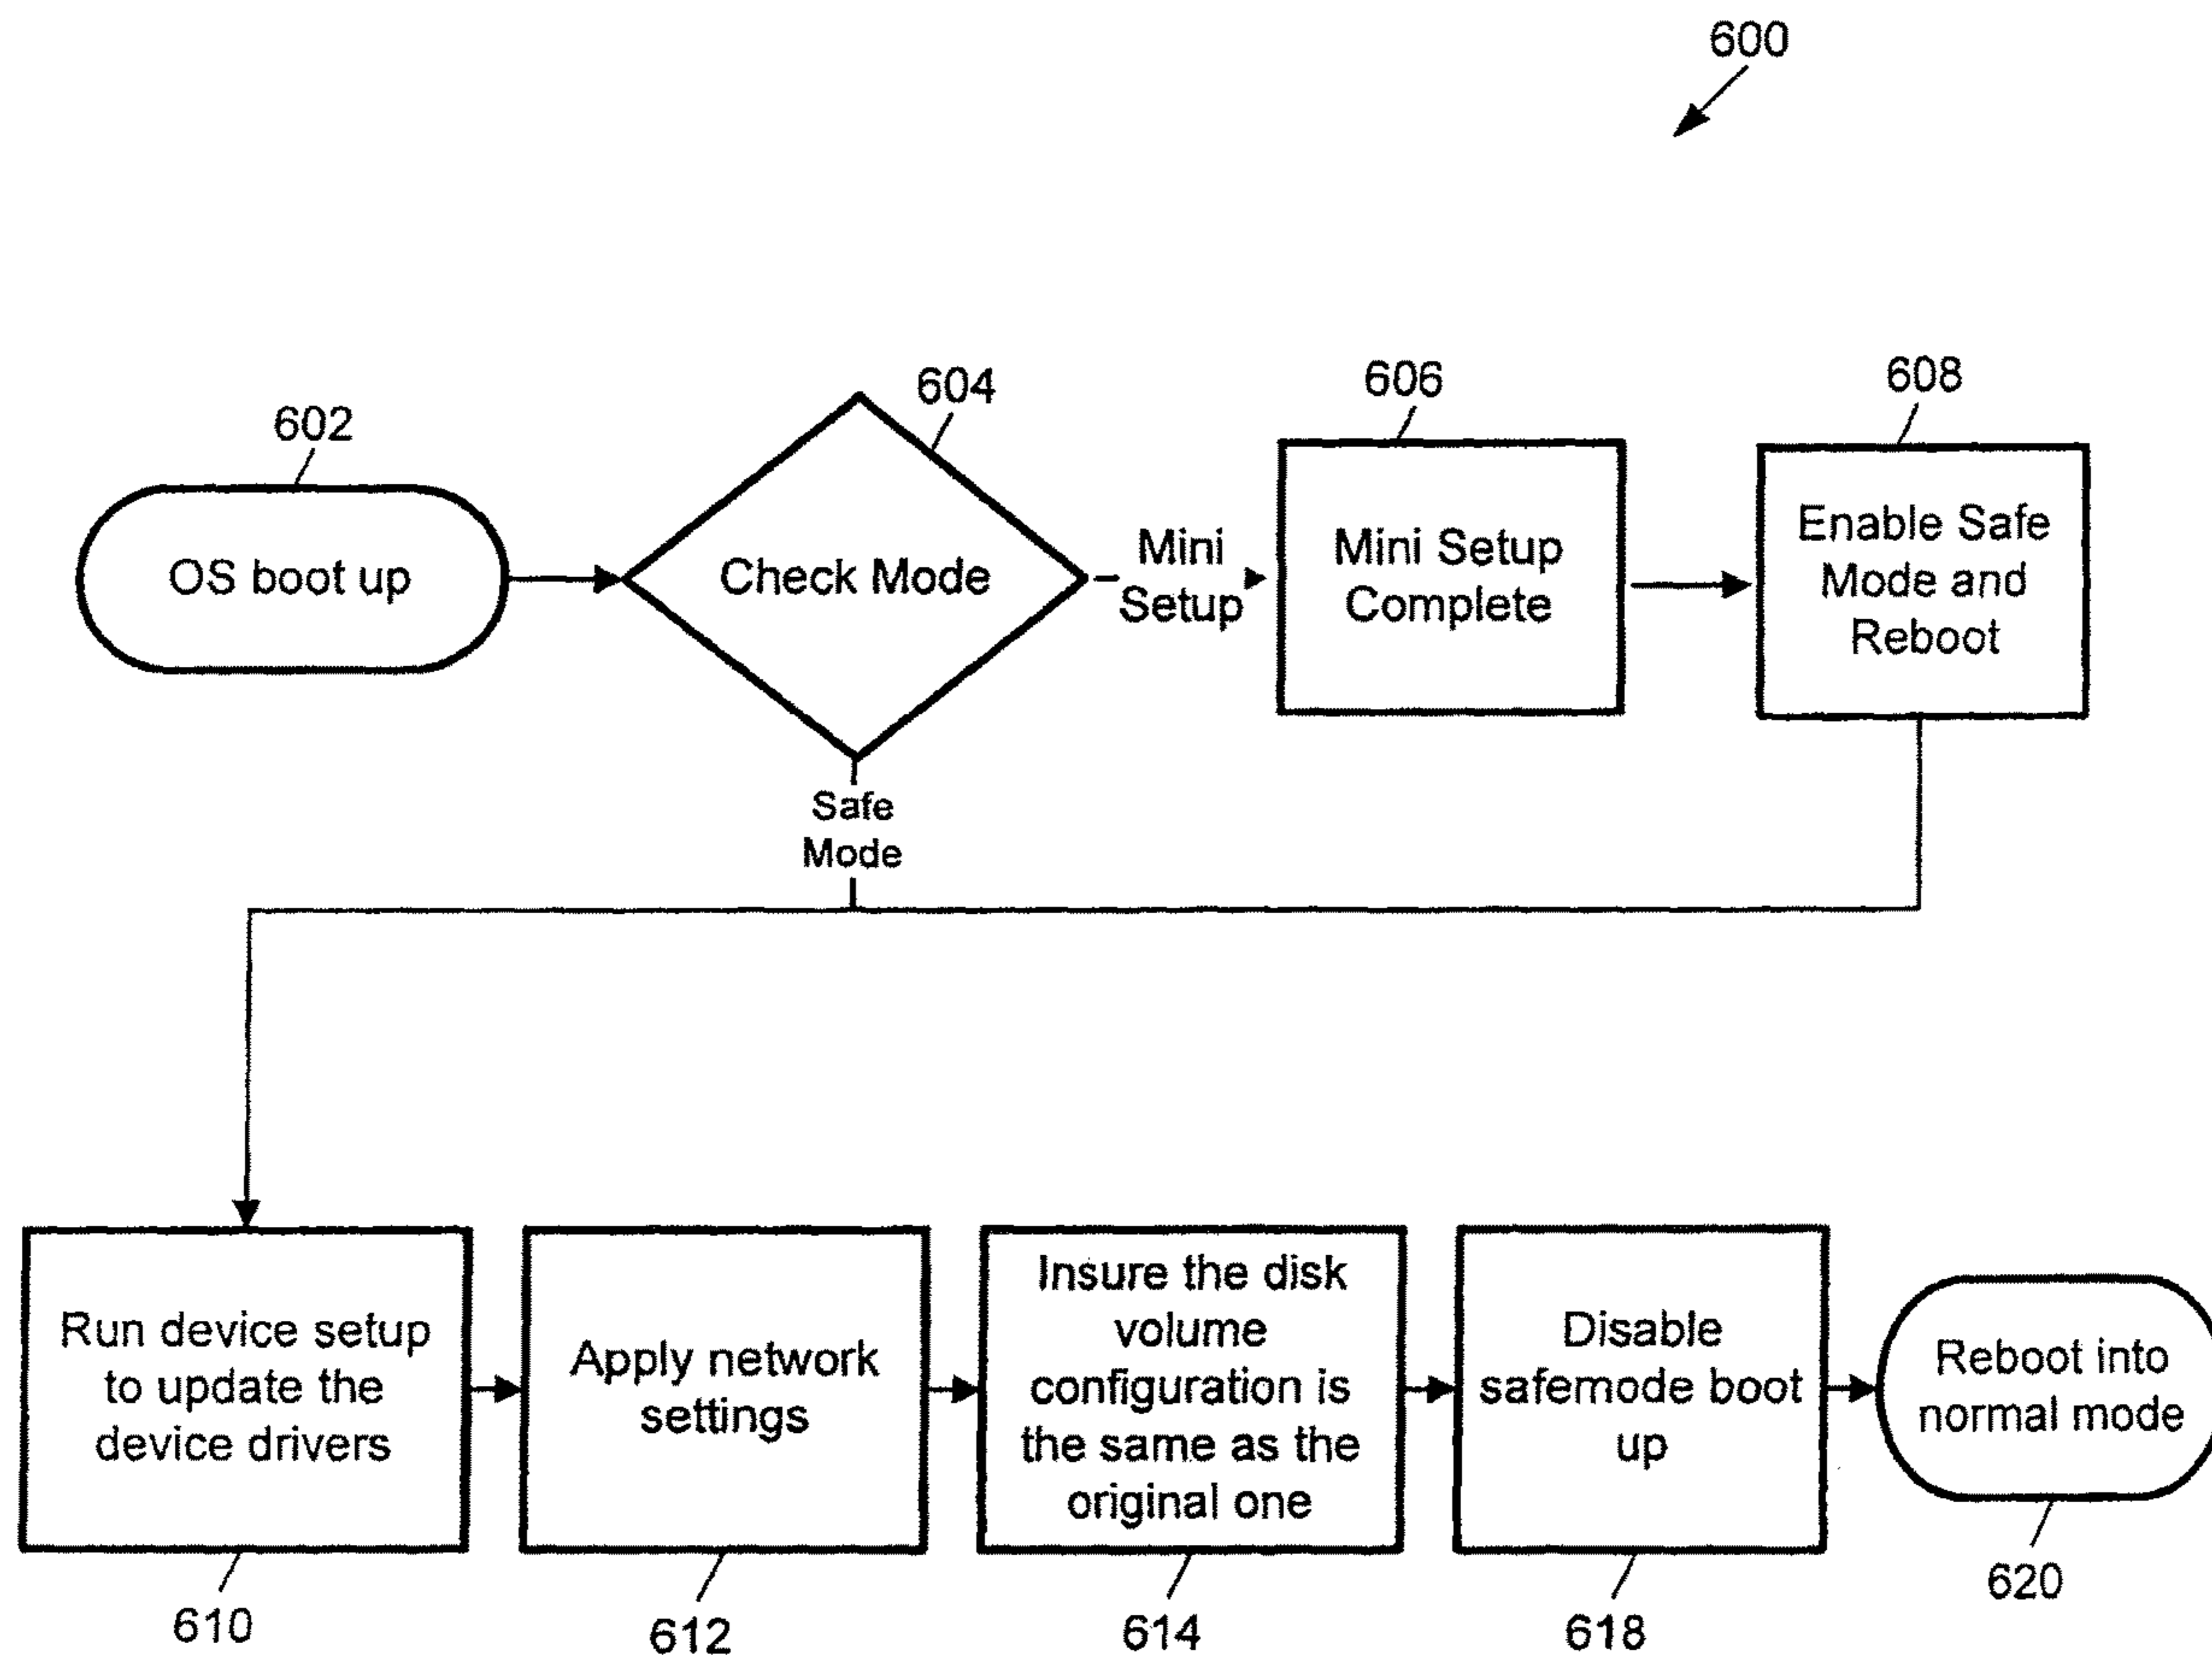 600
602
604
606
608
OS boot up
Check Mode
Mini
Setup
Mini Setup
Complete
Enable Safe
Mode and
Reboot
Safe
Mode
Run device setup
to update the
device drivers
Apply network
settings
Insure the disk
volume
configuration is
the same as the
original one
Disable
safemode boot
up
Reboot into
normal mode
610
612
614
618
620